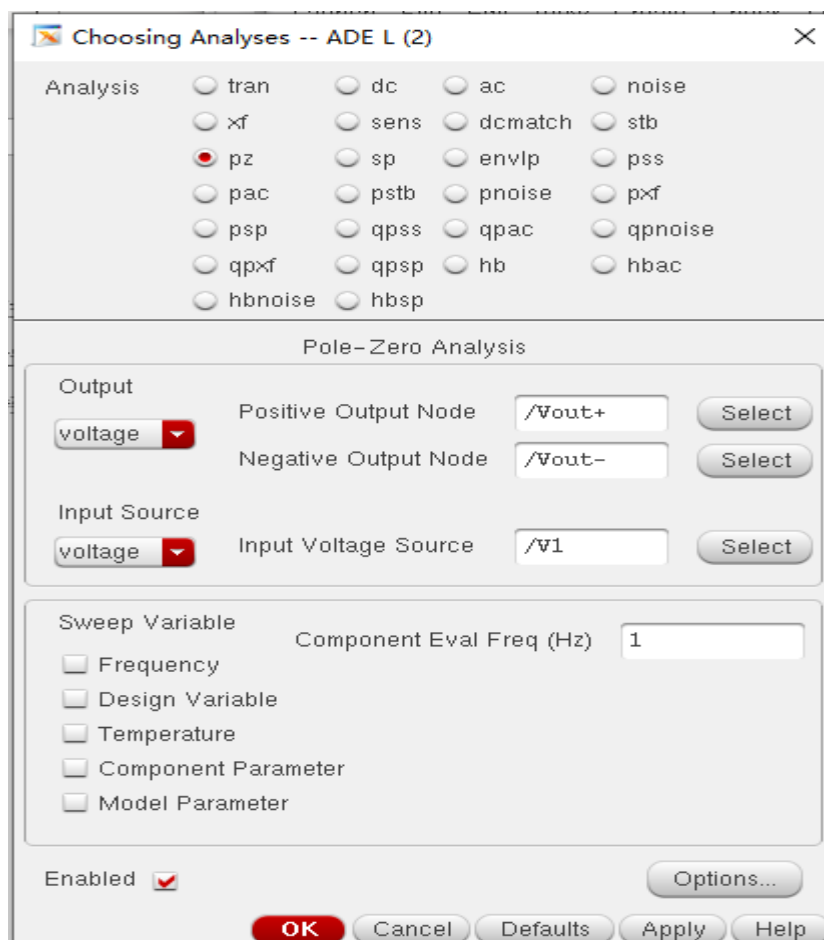 Choosing Analyses -- ADE L (2)
Analysis tran dc ac noise
xf sens dcmatch stb
pz sp envlp pss
pac pstb pnoise pxf
psp qpss qpac qpnoise
qpxf qpsp hb hbac
hbnoise hbsp
Pole-Zero Analysis
Output
voltage Positive Output Node /Vout+ Select
Negative Output Node /Vout- Select
Input Source
voltage Input Voltage Source /V1 Select
Sweep Variable Component Eval Freq (Hz) 1
Frequency
Design Variable
Temperature
Component Parameter
Model Parameter
Enabled Options...
OK Cancel Defaults Apply Help